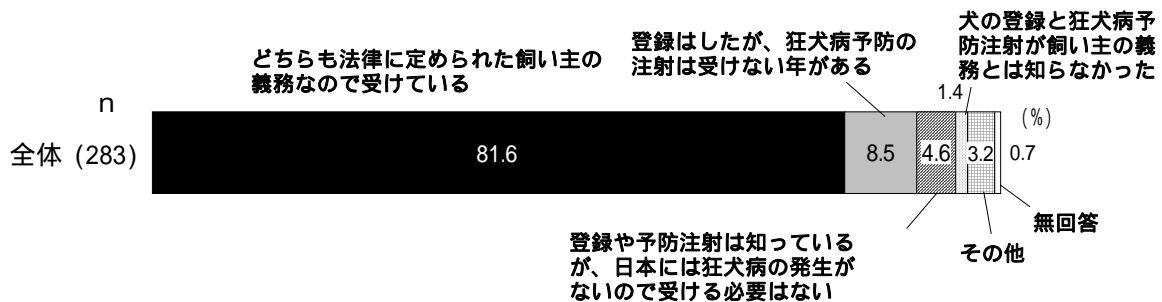 どちらも法律に定められた飼い主の
義務なので受けている
登録はしたが、狂犬病予防の
注射は受けない年がある
犬の登録と狂犬病予
防注射が飼い主の義
務とは知らなかった
n
1.4
(%)
全体 (283)
81.6
8.5
4.6
3.2
0.7
登録や予防注射は知っている
が、日本には狂犬病の発生が
ないので受ける必要はない
その他
無回答